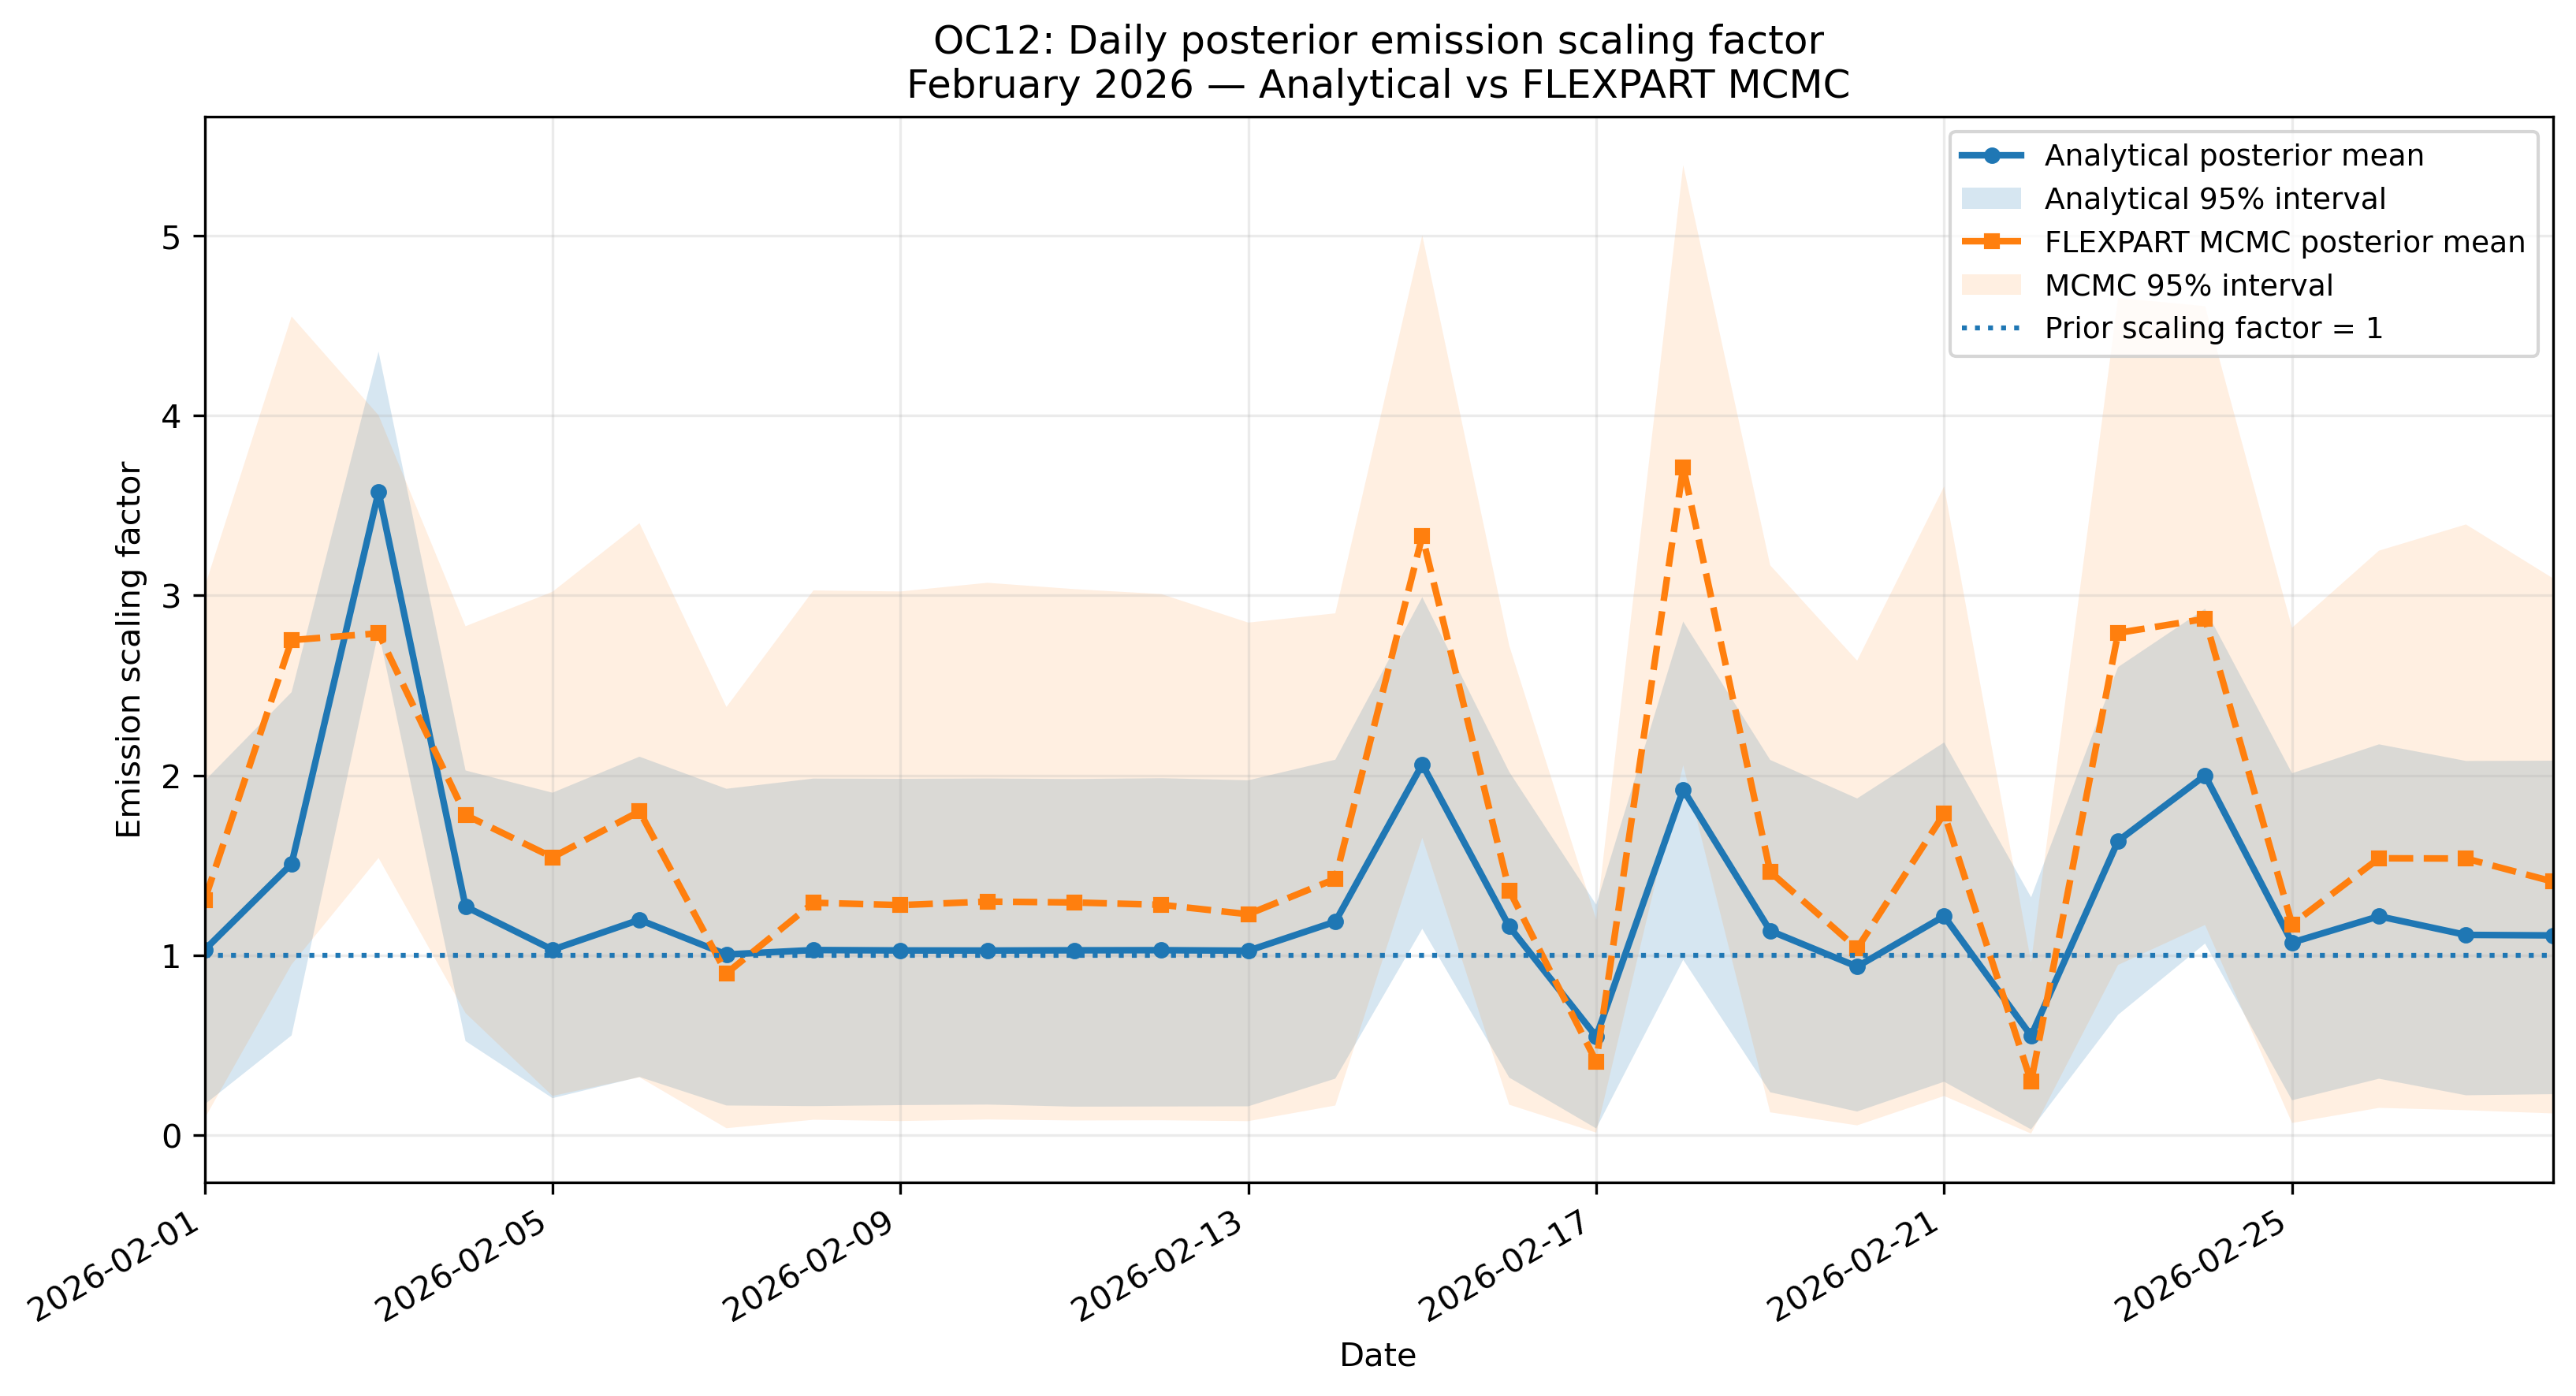 OC12: Daily posterior emission scaling factor
February 2026 — Analytical vs FLEXPART MCMC
Analytical posterior mean
Analytical 95% interval
FLEXPART MCMC posterior mean
MCMC 95% interval
Prior scaling factor = 1
Emission scaling factor
5
4
3
2
1
0
2026-02-01
2026-02-05
2026-02-09
2026-02-13
2026-02-17
2026-02-21
2026-02-25
Date